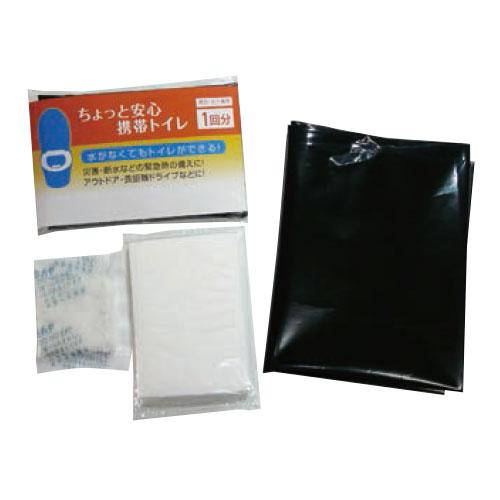 ちょっと安心
携帯トイレ
1回分
水がなくてもトイレができる!
災害・断水などの緊急時の備えに!
アウトドア・長距離ドライブなどに!